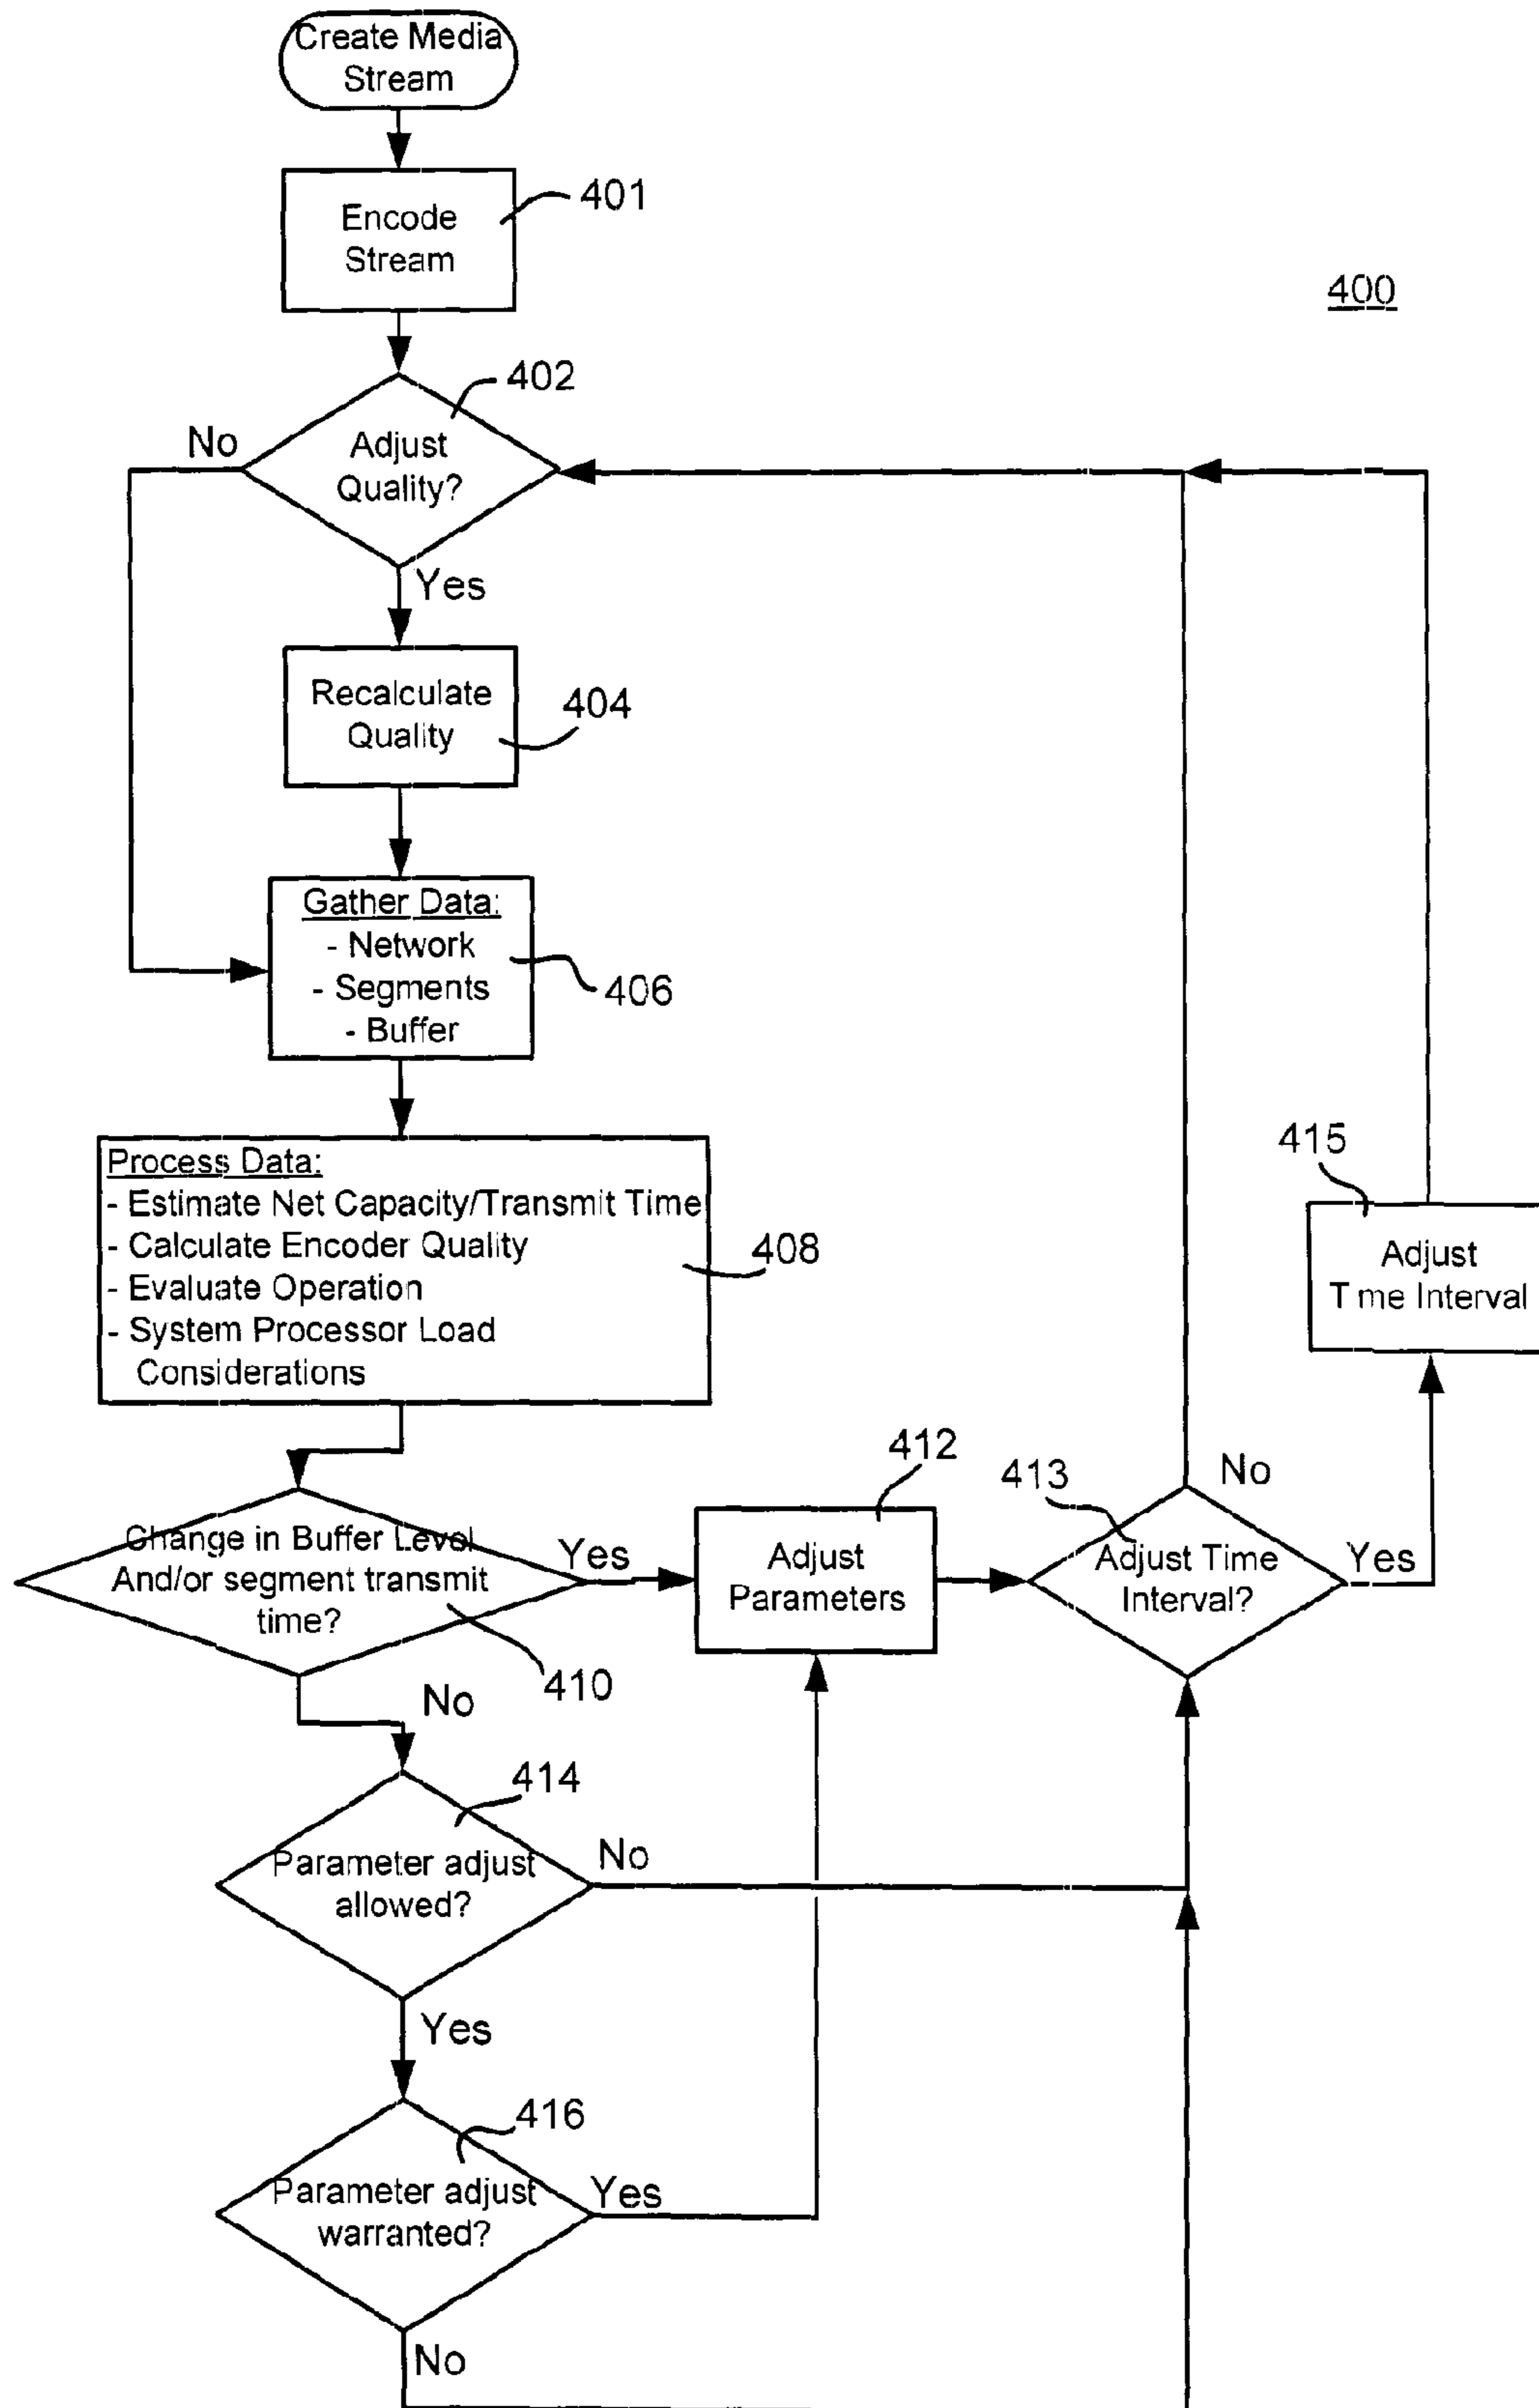 Create Media
Stream
401
Encode
Stream
400
402
No
Adjust
Quality?
Yes
Recalculate
Quality
404
Gather Data:
- Network
- Segments
- Buffer
406
Process Data:
- Estimate Net Capacity/Transmit Time
- Calculate Encoder Quality
- Evaluate Operation
- System Processor Load
Considerations
408
415
Adjust
Time Interval
412
413
No
Change in Buffer Level
And/or segment transmit
time?
Yes
Adjust
Parameters
Adjust Time
Interval?
Yes
410
No
414
Parameter adjust
allowed?
No
Yes
416
Parameter adjust
warranted?
Yes
No